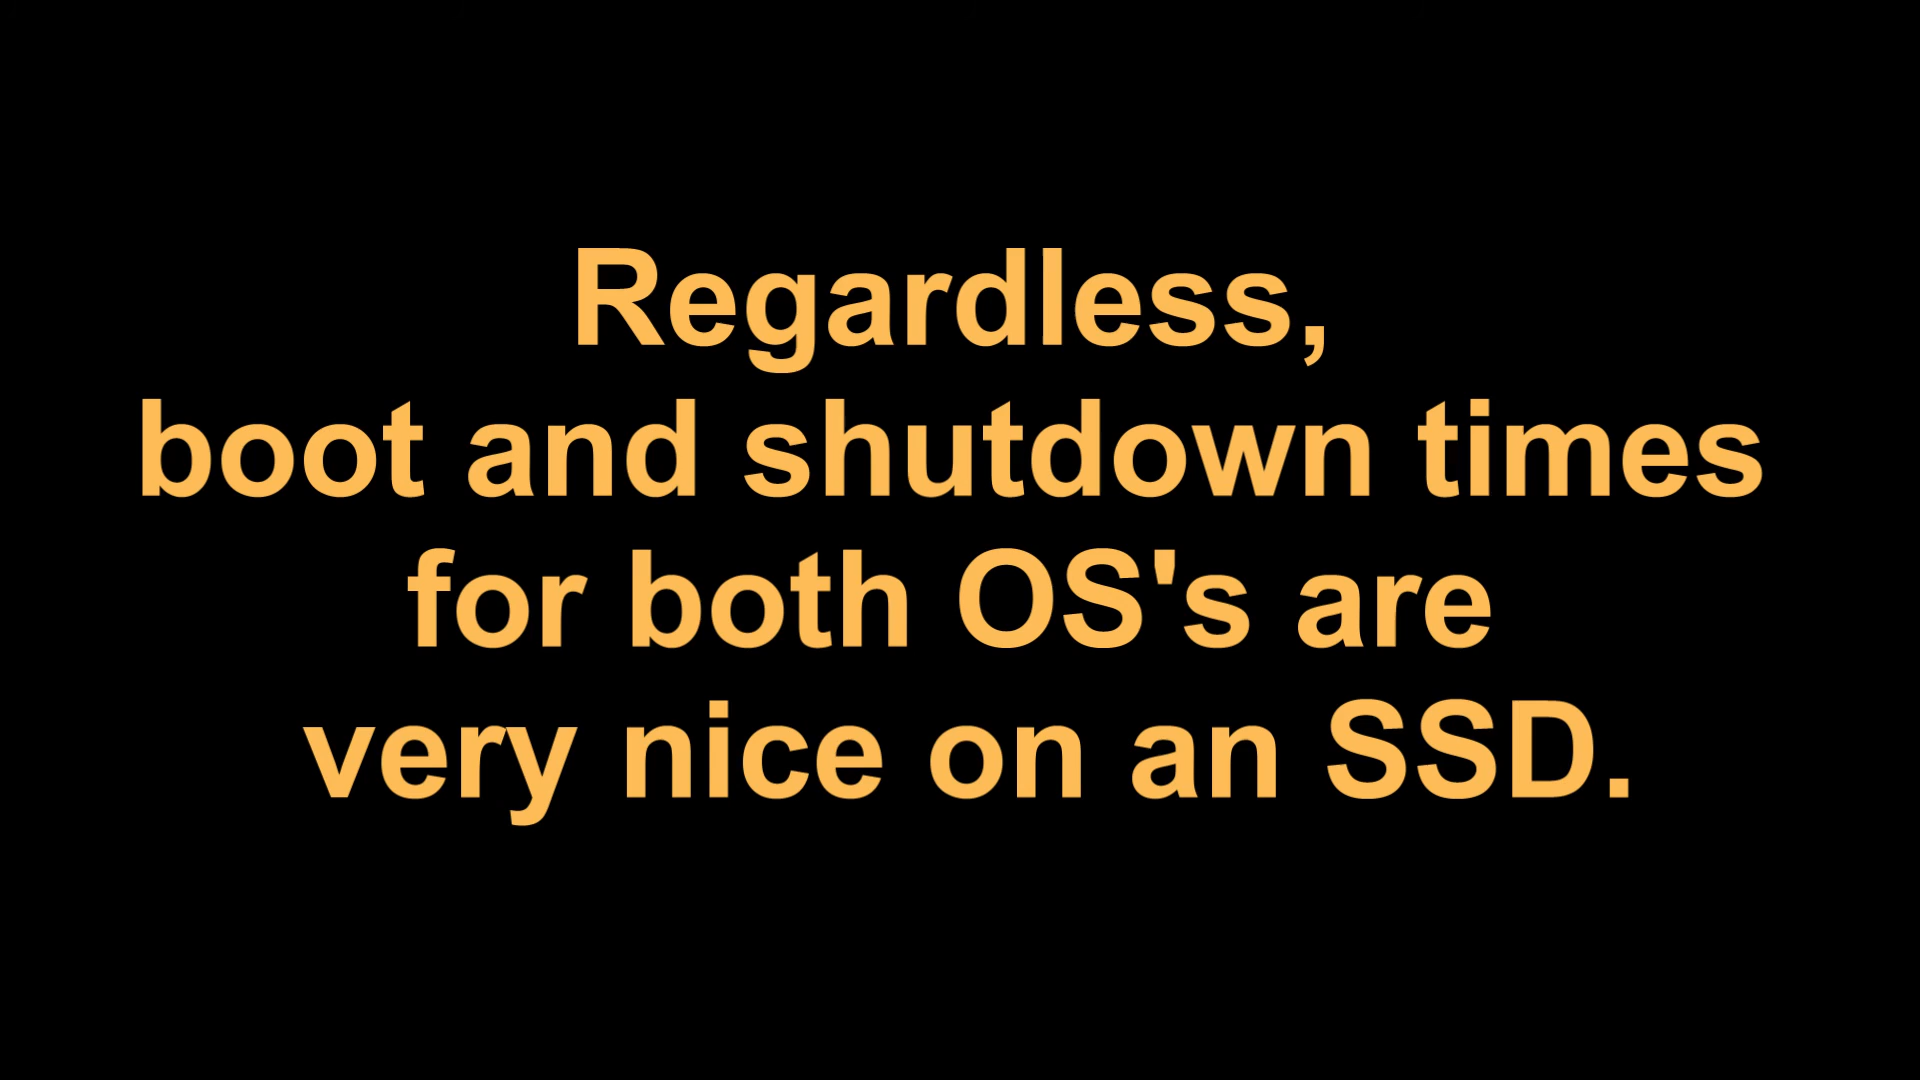 Regardless,
boot and shutdown times
for both OS's are
very nice on an SSD.